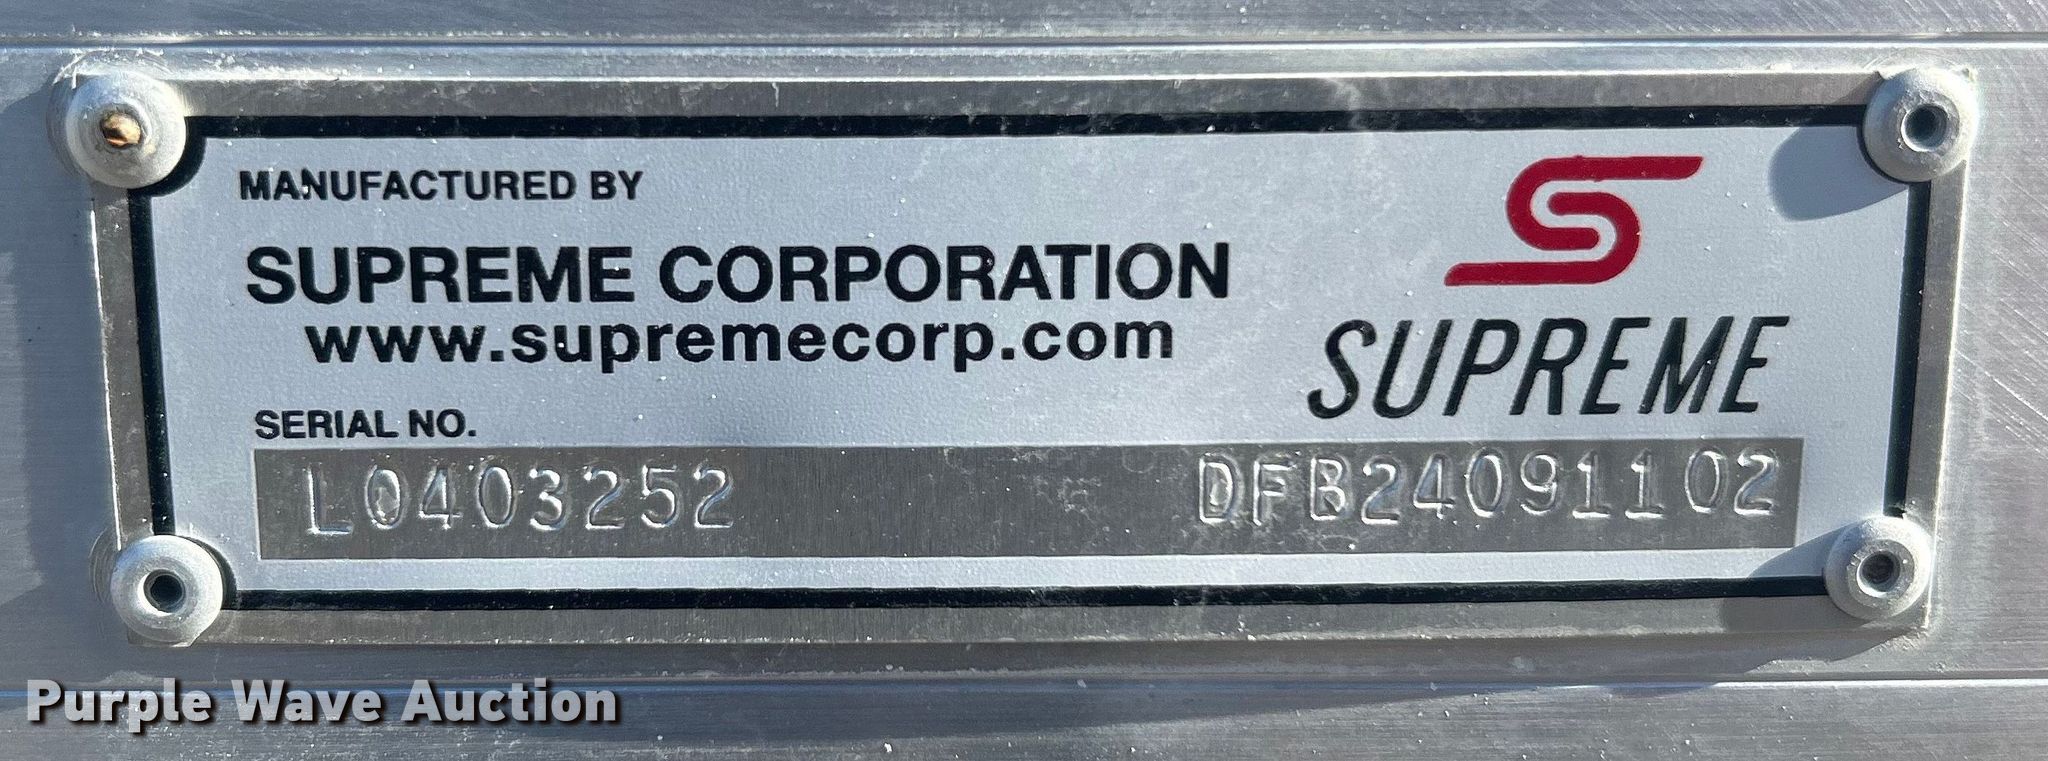 MANUFACTURED BY
SUPREME CORPORATION
www.supremecorp.com
SUPREME
SERIAL NO.
L0403252 DFB24091102
Purple Wave Auction